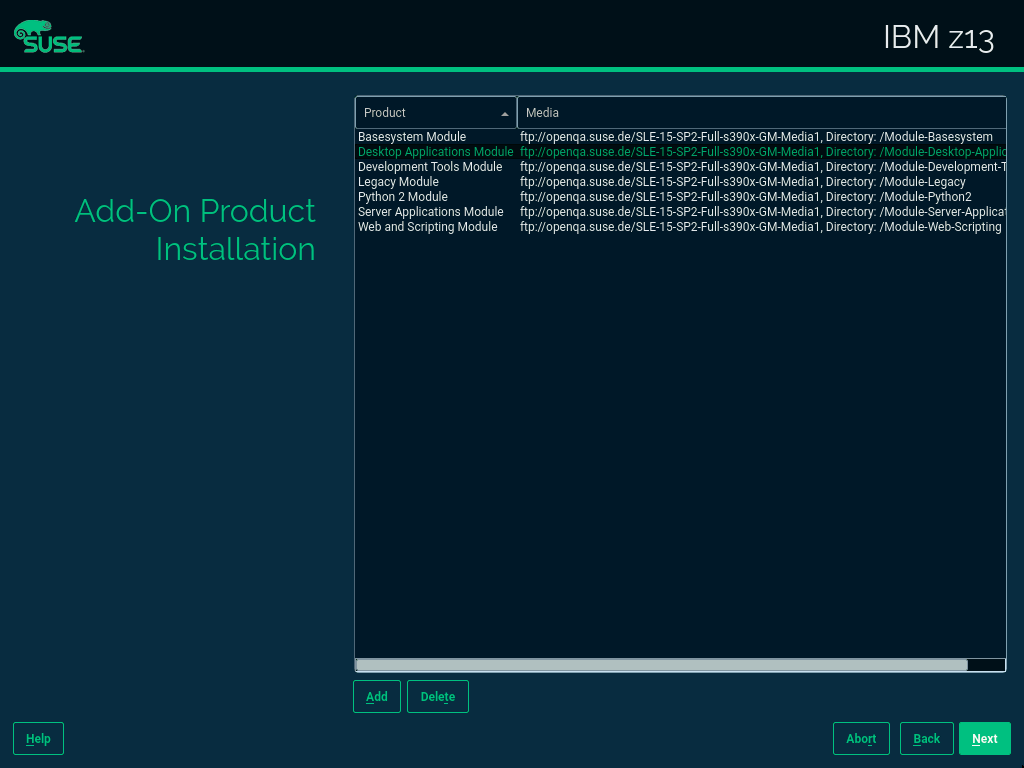 SUSE
IBM z13
Add-On Product
Installation
Product Media
Basesystem Module ftp://openqa.suse.de/SLE-15-SP2-Full-s390x-GM-Media1, Directory: /Module-Basesystem
Desktop Applications Module ftp://openqa.suse.de/SLE-15-SP2-Full-s390x-GM-Media1, Directory: /Module-Desktop-Applic
Development Tools Module ftp://openqa.suse.de/SLE-15-SP2-Full-s390x-GM-Media1, Directory: /Module-Development-T
Legacy Module ftp://openqa.suse.de/SLE-15-SP2-Full-s390x-GM-Media1, Directory: /Module-Legacy
Python 2 Module ftp://openqa.suse.de/SLE-15-SP2-Full-s390x-GM-Media1, Directory: /Module-Python2
Server Applications Module ftp://openqa.suse.de/SLE-15-SP2-Full-s390x-GM-Media1, Directory: /Module-Server-Applicat
Web and Scripting Module ftp://openqa.suse.de/SLE-15-SP2-Full-s390x-GM-Media1, Directory: /Module-Web-Scripting
Add Delete
Help Abort Back Next